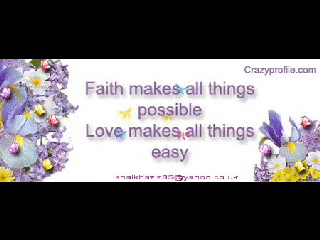 Crazyprofile.com
Faith makes all things
possible
Love makes all things
easy